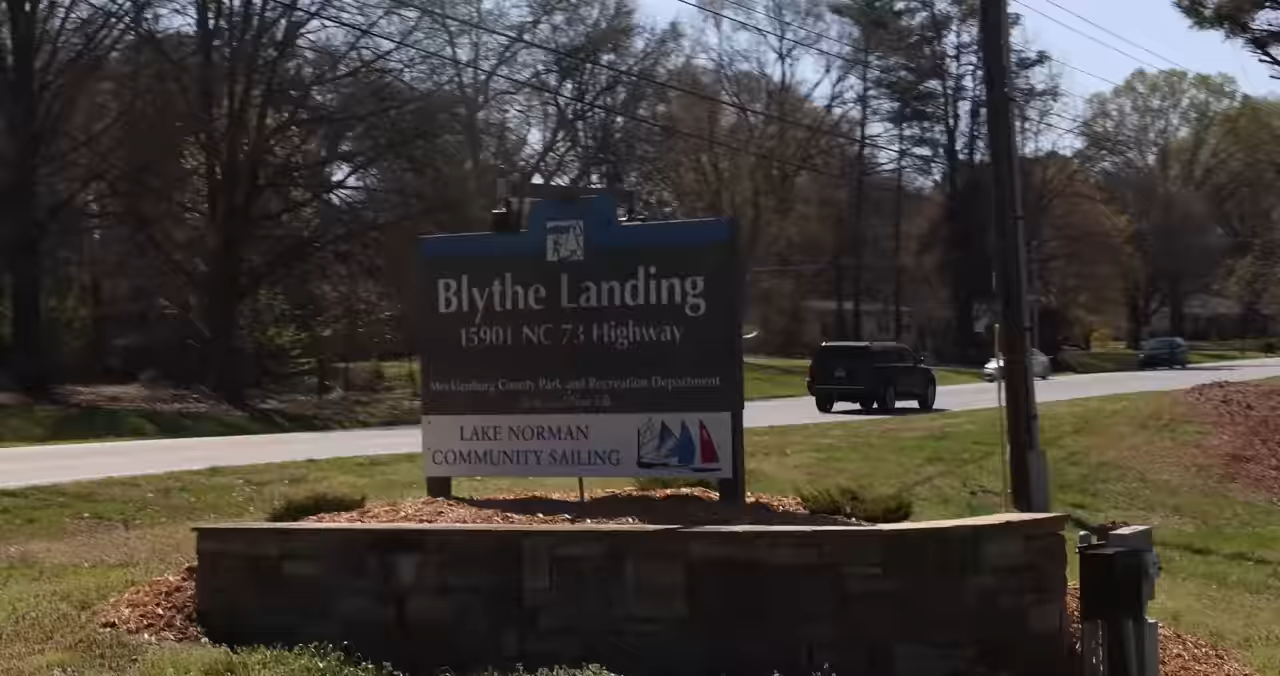 Blythe Landing
15901 NC 73 Highway
Mecklenburg County Park and Recreation Department
LAKE NORMAN
COMMUNITY SAILING